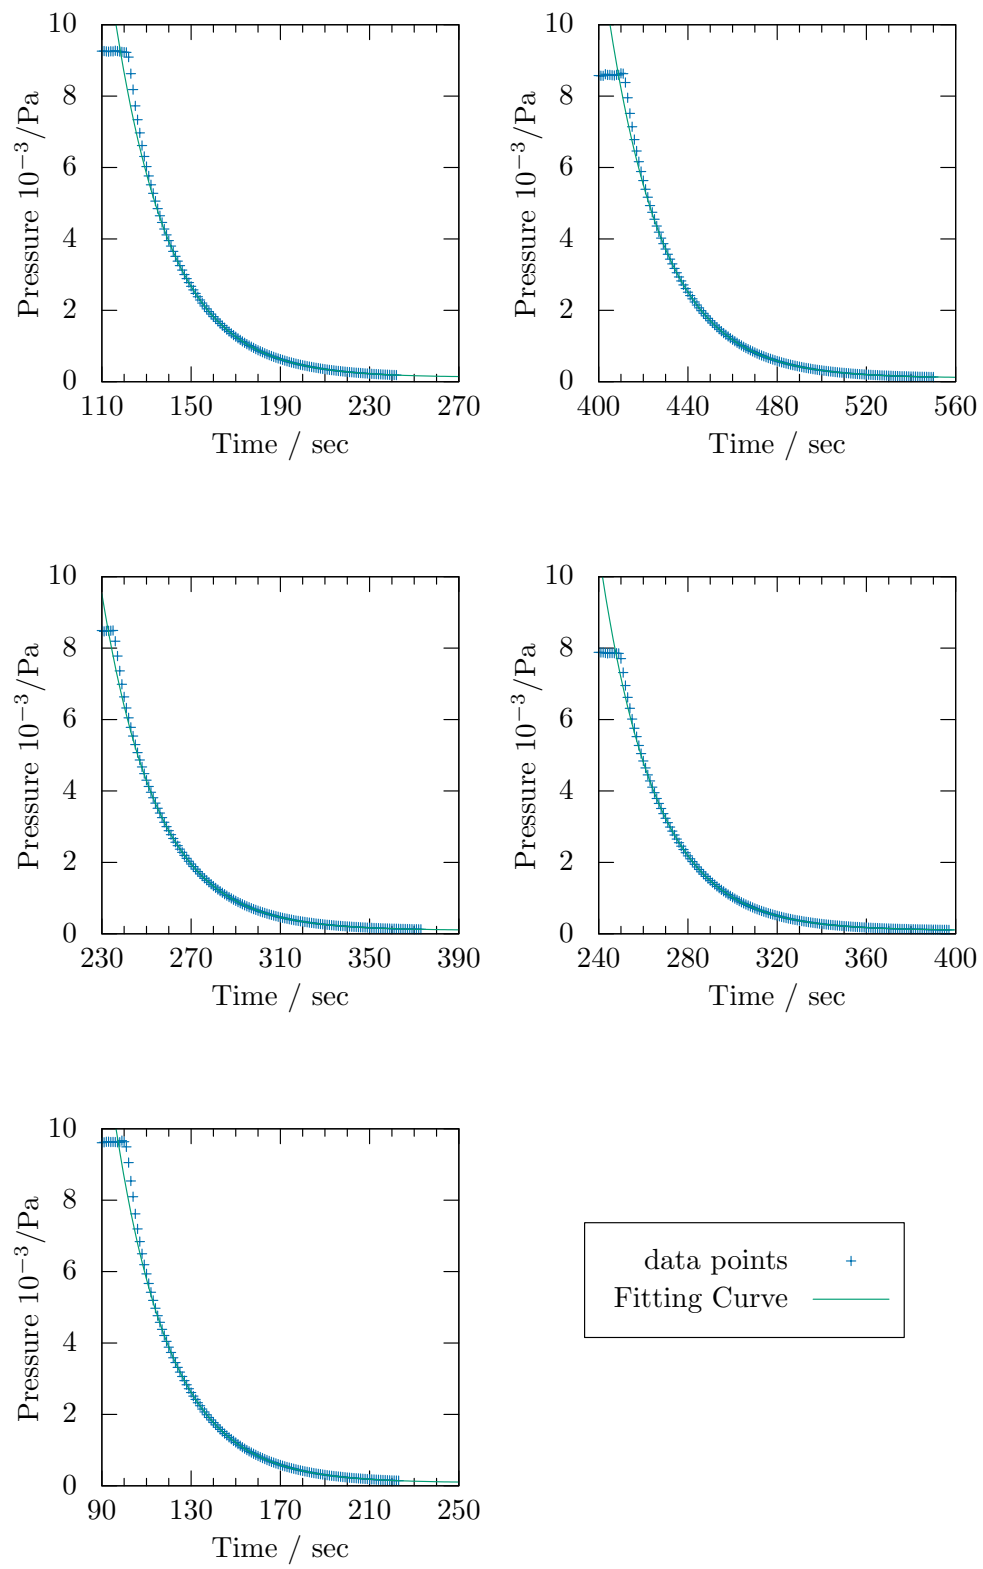 10
8
6
4
2
0
Pressure 10⁻³/Pa
110 150 190 230 270
Time / sec
10
8
6
4
2
0
Pressure 10⁻³/Pa
400 440 480 520 560
Time / sec
10
8
6
4
2
0
Pressure 10⁻³/Pa
230 270 310 350 390
Time / sec
10
8
6
4
2
0
Pressure 10⁻³/Pa
240 280 320 360 400
Time / sec
10
8
6
4
2
0
Pressure 10⁻³/Pa
90 130 170 210 250
Time / sec
data points
Fitting Curve